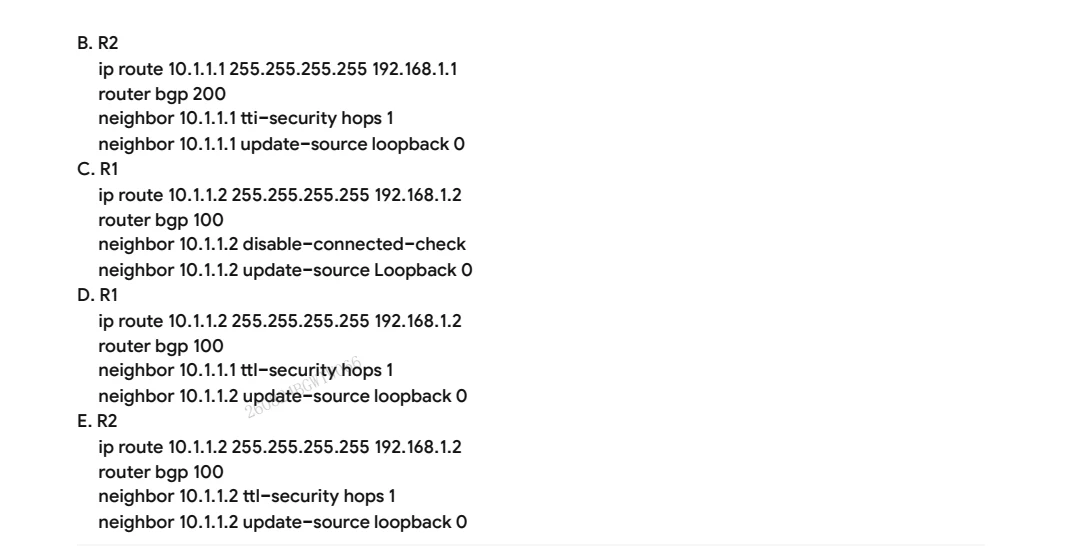 B. R2
ip route 10.1.1.1 255.255.255.255 192.168.1.1
router bgp 200
neighbor 10.1.1.1 tti-security hops 1
neighbor 10.1.1.1 update-source loopback 0
C. R1
ip route 10.1.1.2 255.255.255.255 192.168.1.2
router bgp 100
neighbor 10.1.1.2 disable-connected-check
neighbor 10.1.1.2 update-source Loopback 0
D. R1
ip route 10.1.1.2 255.255.255.255 192.168.1.2
router bgp 100
neighbor 10.1.1.1 ttl-security hops 1
neighbor 10.1.1.2 update-source loopback 0
E. R2
ip route 10.1.1.2 255.255.255.255 192.168.1.2
router bgp 100
neighbor 10.1.1.2 ttl-security hops 1
neighbor 10.1.1.2 update-source loopback 0